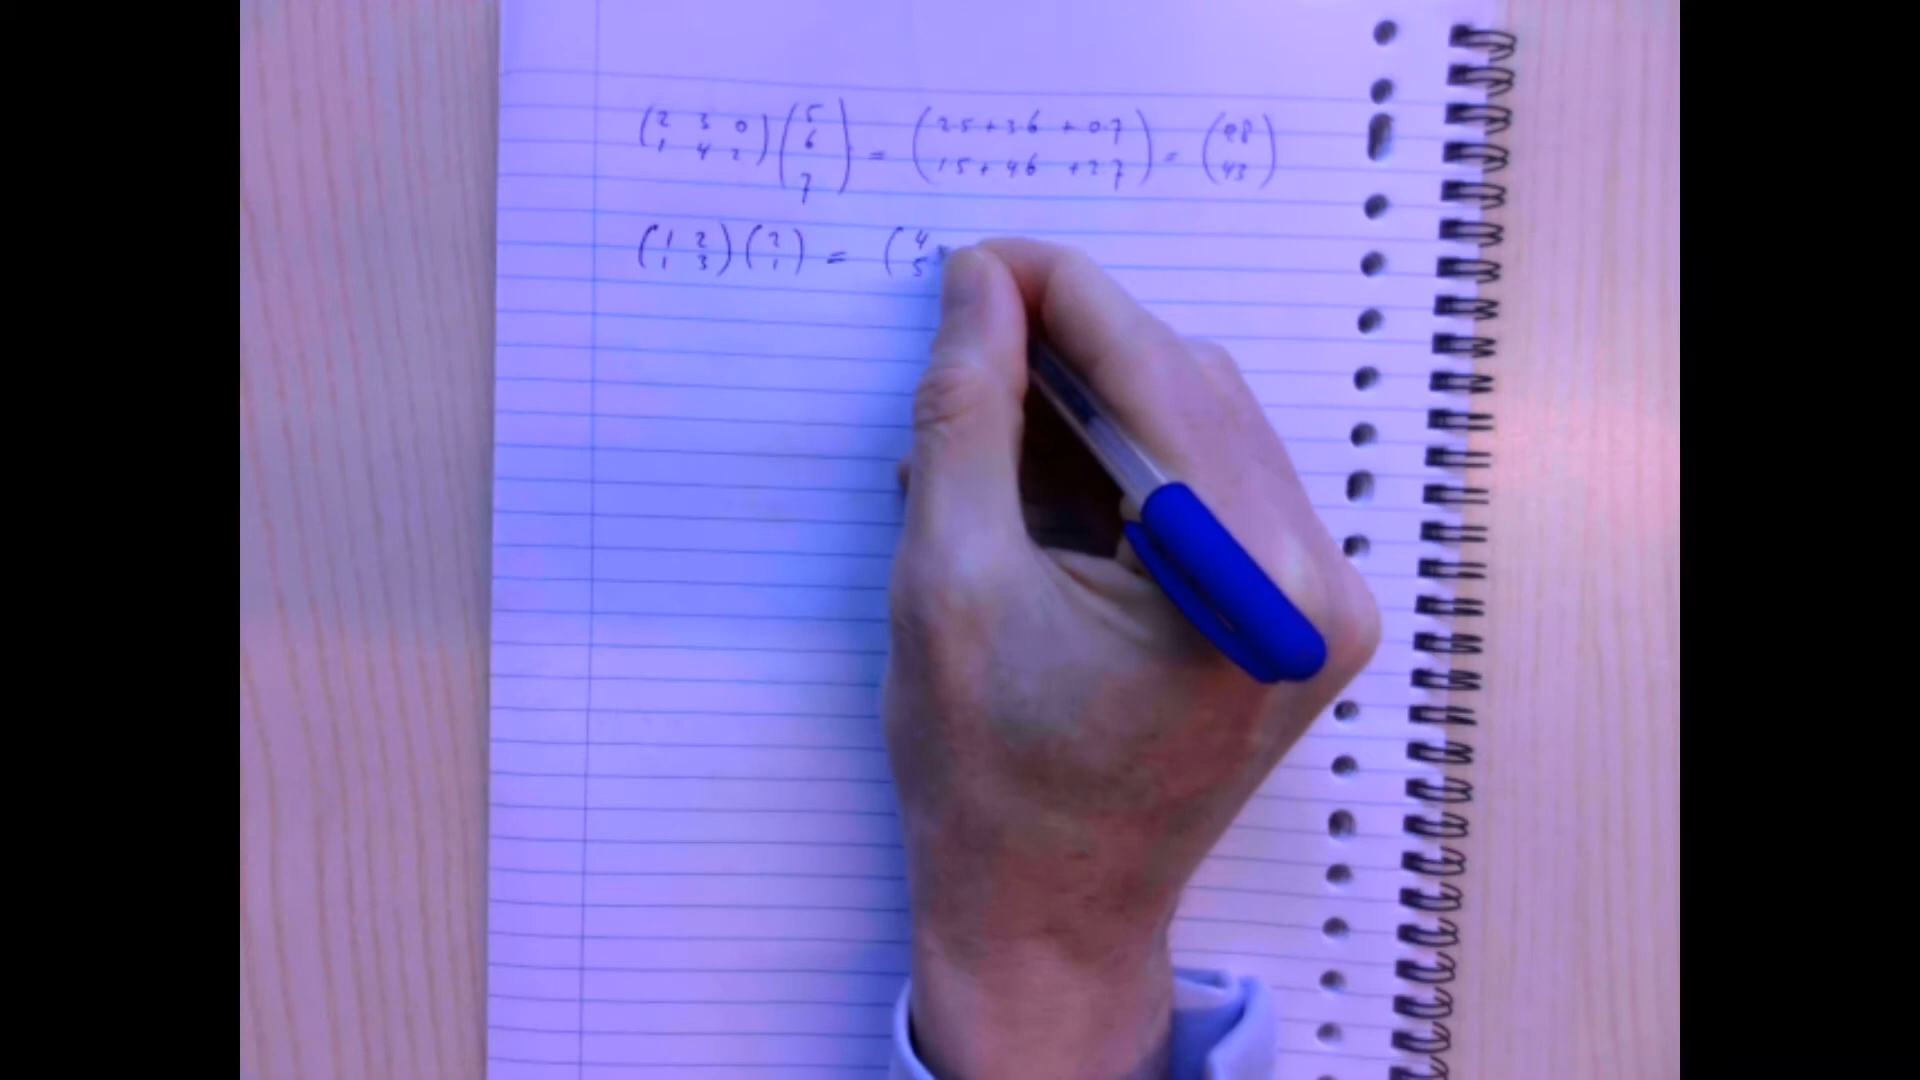 (2 3 0 / 1 4 2)(5 / 6 / 7) = (2·5+3·6+0·7 / 1·5+4·6+2·7) = (28 / 43)
(1 2 / 1 3)(2 / 1) = (4 / 5